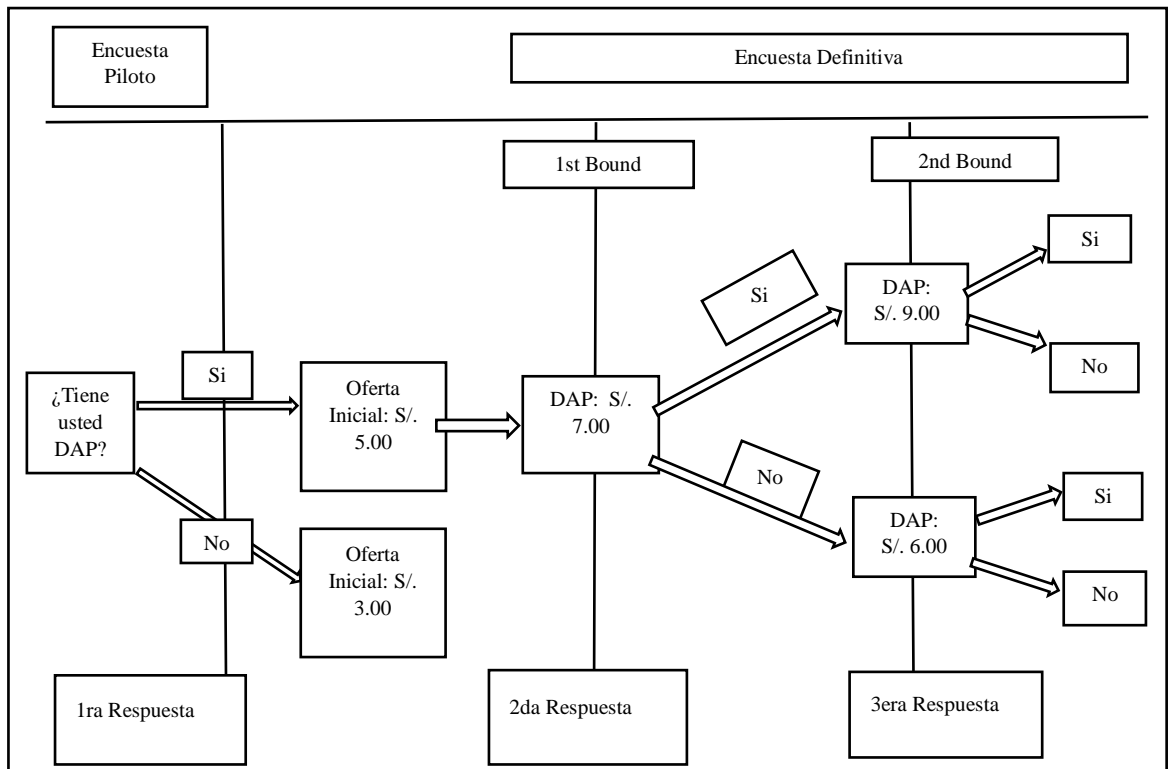 Encuesta
Piloto
Encuesta Definitiva
1st Bound
2nd Bound
Si
Si
DAP:
S/. 9.00
No
Si
¿Tiene
usted
DAP?
Oferta
Inicial: S/.
5.00
DAP:  S/.
7.00
No
Si
No
DAP:
S/. 6.00
Oferta
Inicial: S/.
3.00
No
1ra Respuesta
2da Respuesta
3era Respuesta